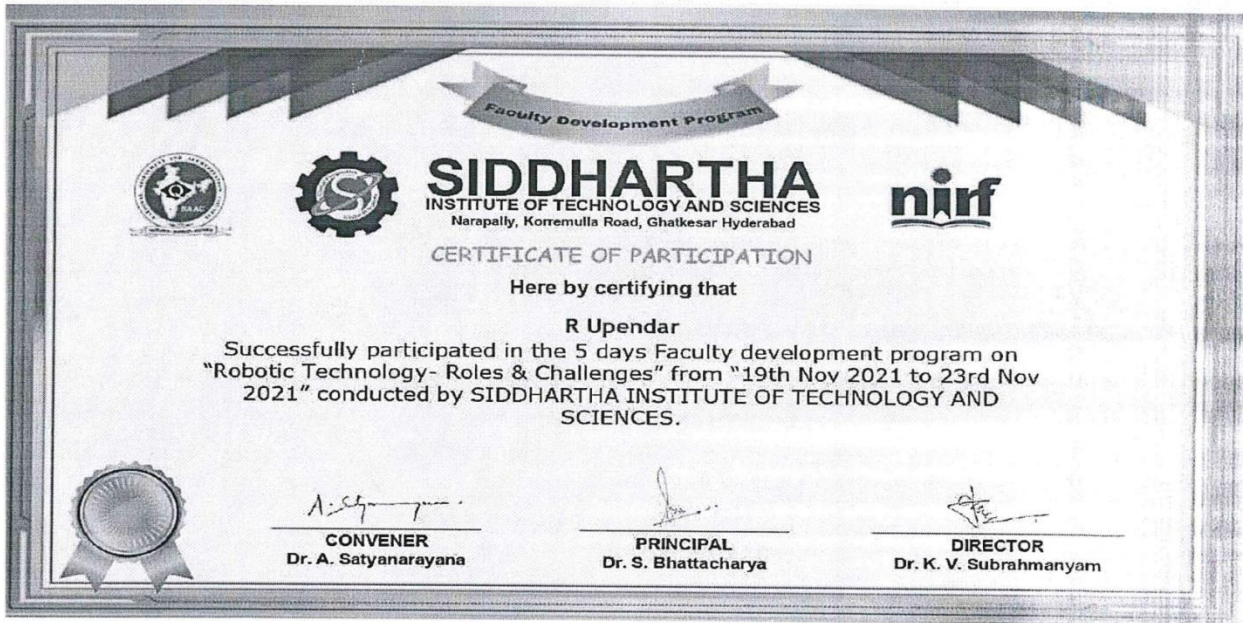 Faculty Development Program
NAAC
SIDDHARTHA
INSTITUTE OF TECHNOLOGY AND SCIENCES
Narapally, Korremulla Road, Ghatkesar Hyderabad
nirf
CERTIFICATE OF PARTICIPATION
Here by certifying that
R Upendar
Successfully participated in the 5 days Faculty development program on
“Robotic Technology- Roles & Challenges” from “19th Nov 2021 to 23rd Nov
2021” conducted by SIDDHARTHA INSTITUTE OF TECHNOLOGY AND
SCIENCES.
CONVENER
Dr. A. Satyanarayana
PRINCIPAL
Dr. S. Bhattacharya
DIRECTOR
Dr. K. V. Subrahmanyam